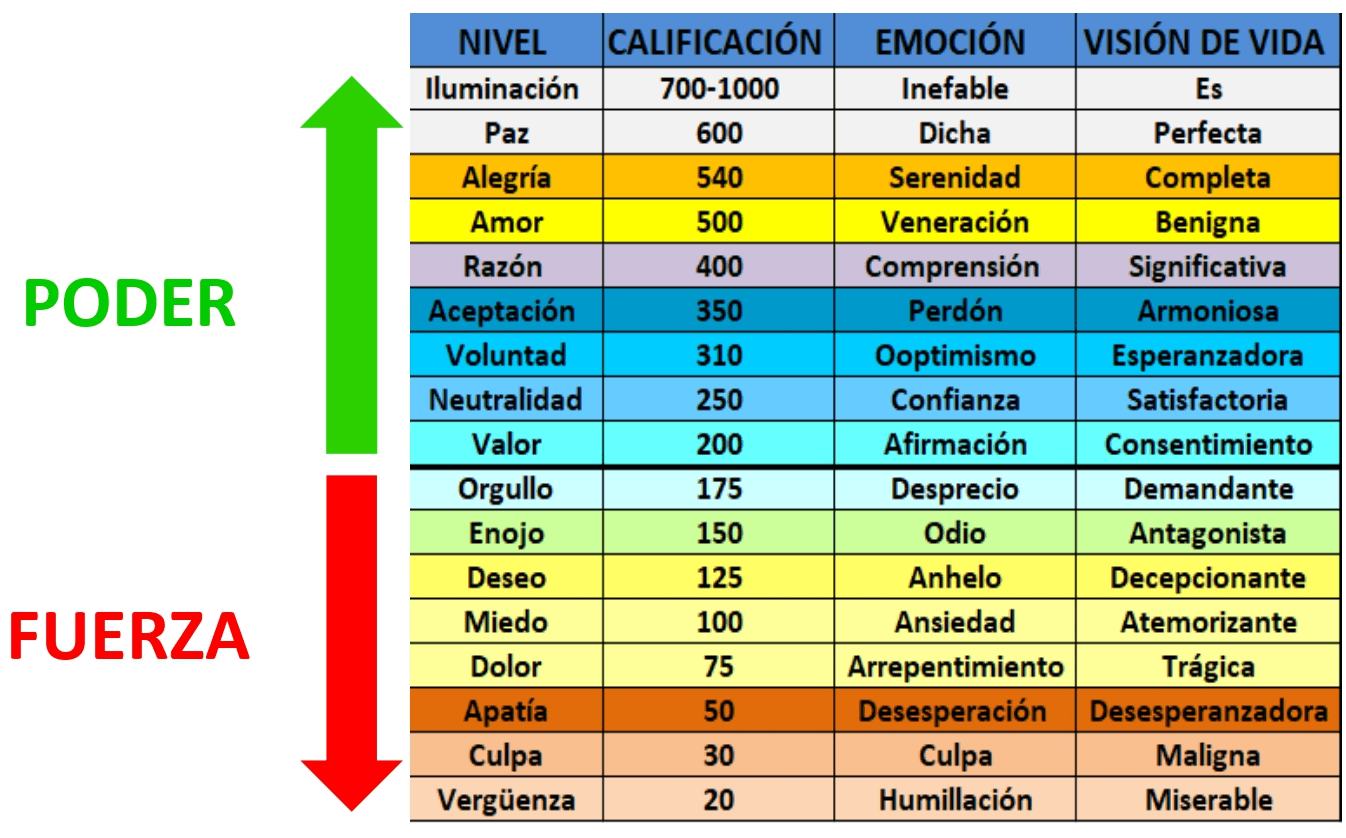 NIVEL CALIFICACIÓN EMOCIÓN VISIÓN DE VIDA
Iluminación 700-1000 Inefable Es
Paz 600 Dicha Perfecta
Alegría 540 Serenidad Completa
Amor 500 Veneración Benigna
Razón 400 Comprensión Significativa
PODER
Aceptación 350 Perdón Armoniosa
Voluntad 310 Ooptimismo Esperanzadora
Neutralidad 250 Confianza Satisfactoria
Valor 200 Afirmación Consentimiento
Orgullo 175 Desprecio Demandante
Enojo 150 Odio Antagonista
Deseo 125 Anhelo Decepcionante
Miedo 100 Ansiedad Atemorizante
FUERZA
Dolor 75 Arrepentimiento Trágica
Apatía 50 Desesperación Desesperanzadora
Culpa 30 Culpa Maligna
Vergüenza 20 Humillación Miserable